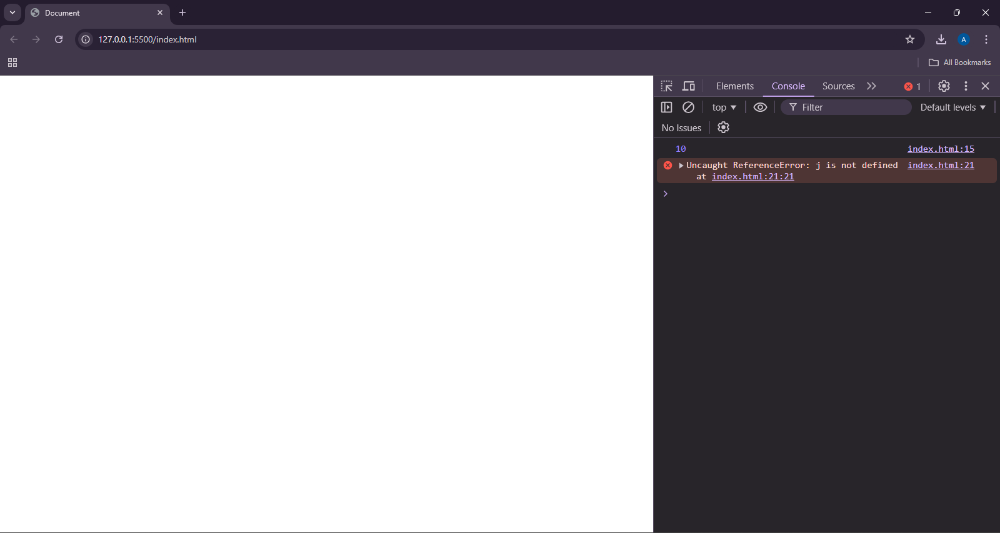 Document
127.0.0.1:5500/index.html
A
All Bookmarks
Elements Console Sources 1
top Filter Default levels
No Issues
10 index.html:15
Uncaught ReferenceError: j is not defined index.html:21
at index.html:21:21